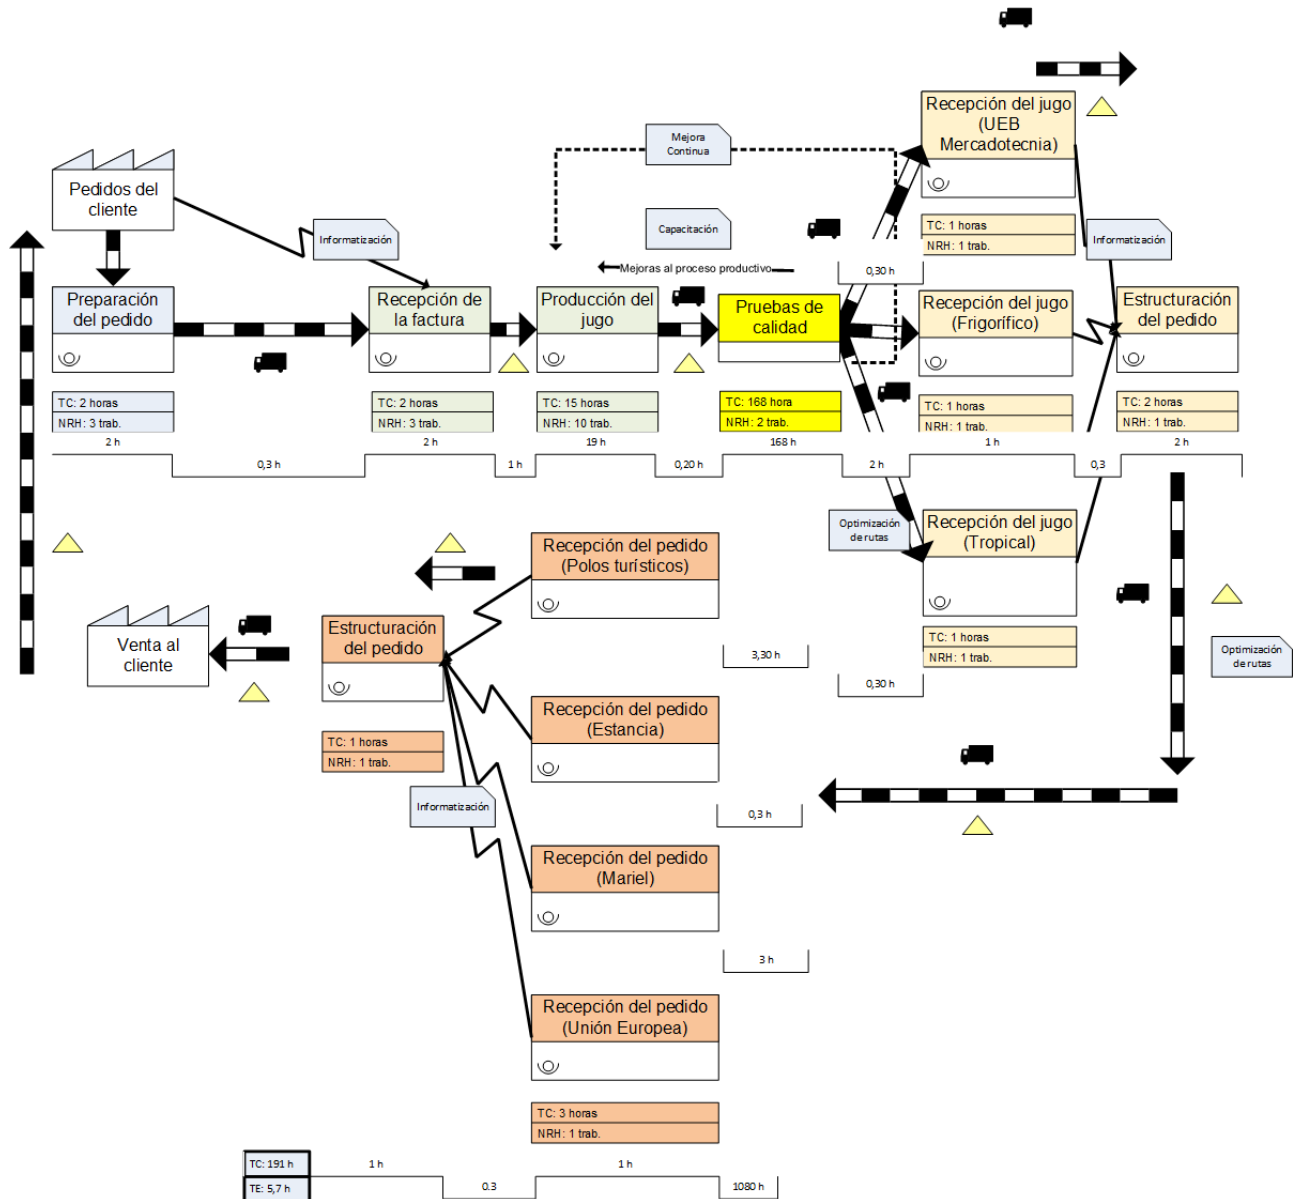 Recepción del jugo
(UEB
Mercadotecnia)
TC: 1 horas
NRH: 1 trab.
Mejora
Continua
Pedidos del
cliente
Informatización
Capacitación
Informatización
Mejoras al proceso productivo
0,30 h
Preparación
del pedido
TC: 2 horas
NRH: 3 trab.
Recepción de
la factura
TC: 2 horas
NRH: 3 trab.
Producción del
jugo
TC: 15 horas
NRH: 10 trab.
Pruebas de
calidad
TC: 168 hora
NRH: 2 trab.
Recepción del jugo
(Frigorífico)
TC: 1 horas
NRH: 1 trab.
Estructuración
del pedido
TC: 2 horas
NRH: 1 trab.
2 h
2 h
19 h
168 h
1 h
2 h
0,3 h
1 h
0,20 h
2 h
0,3
Optimización
de rutas
Recepción del jugo
(Tropical)
TC: 1 horas
NRH: 1 trab.
Recepción del pedido
(Polos turísticos)
Venta al
cliente
Estructuración
del pedido
TC: 1 horas
NRH: 1 trab.
3,30 h
0,30 h
Optimización
de rutas
Recepción del pedido
(Estancia)
Informatización
0,3 h
Recepción del pedido
(Mariel)
3 h
Recepción del pedido
(Unión Europea)
TC: 3 horas
NRH: 1 trab.
TC: 191 h
TE: 5,7 h
1 h
0.3
1 h
1080 h